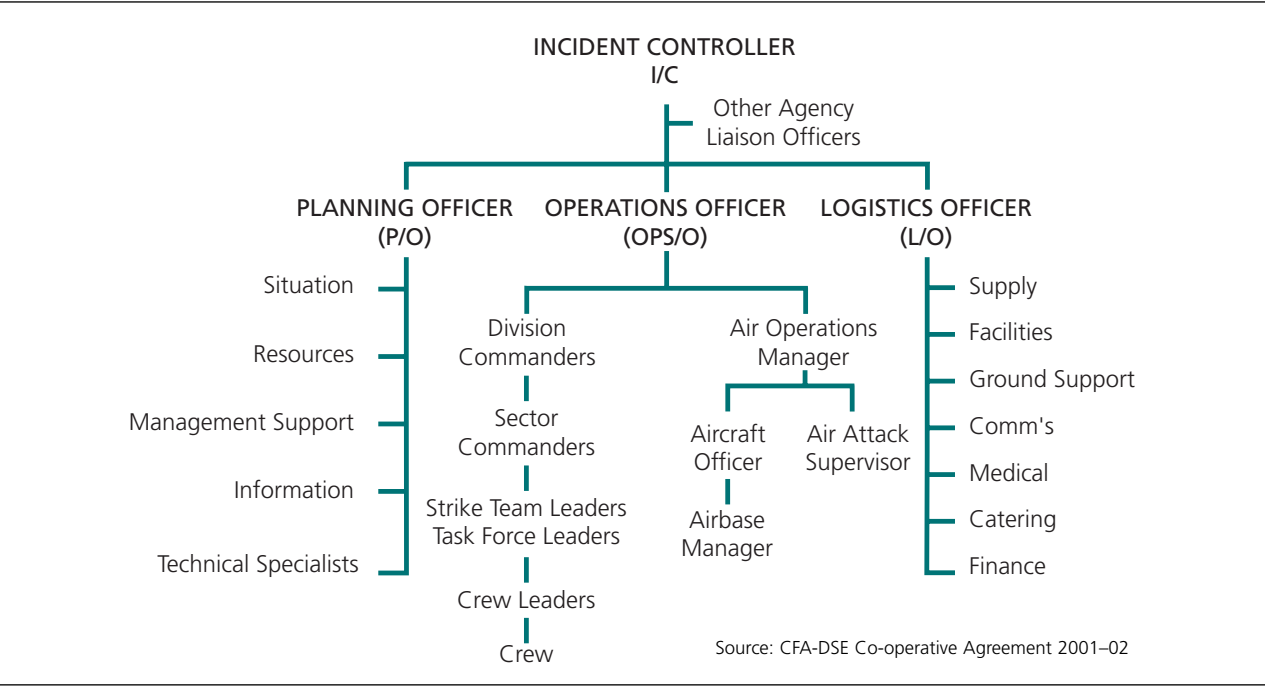 INCIDENT CONTROLLER
I/C
Other Agency
Liaison Officers
PLANNING OFFICER
(P/O)
OPERATIONS OFFICER
(OPS/O)
LOGISTICS OFFICER
(L/O)
Situation
Resources
Management Support
Information
Technical Specialists
Division
Commanders
Sector
Commanders
Strike Team Leaders
Task Force Leaders
Crew Leaders
Crew
Air Operations
Manager
Aircraft
Officer
Airbase
Manager
Air Attack
Supervisor
Supply
Facilities
Ground Support
Comm's
Medical
Catering
Finance
Source: CFA-DSE Co-operative Agreement 2001–02